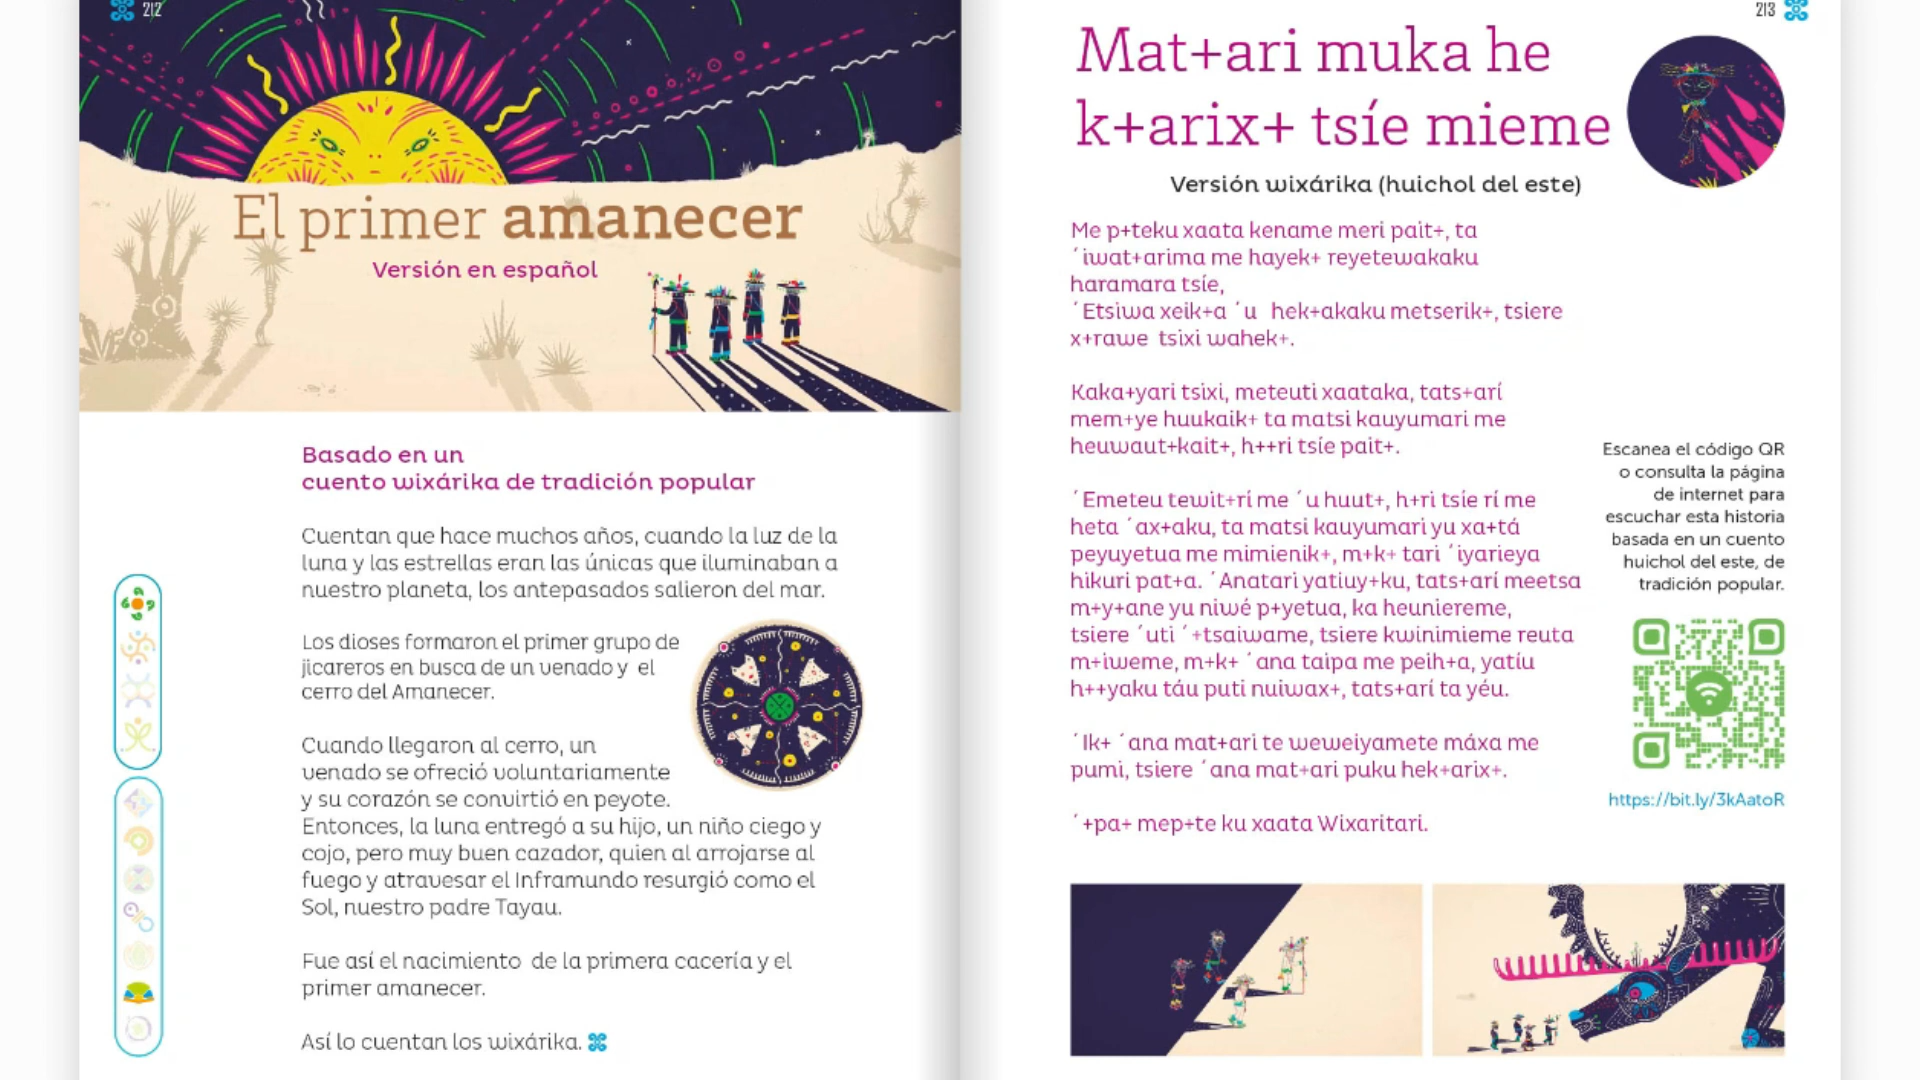 212
El primer amanecer
Versión en español
Basado en un
cuento wixárika de tradición popular
Cuentan que hace muchos años, cuando la luz de la
luna y las estrellas eran las únicas que iluminaban a
nuestro planeta, los antepasados salieron del mar.
Los dioses formaron el primer grupo de
jicareros en busca de un venado y el
cerro del Amanecer.
Cuando llegaron al cerro, un
venado se ofreció voluntariamente
y su corazón se convirtió en peyote.
Entonces, la luna entregó a su hijo, un niño ciego y
cojo, pero muy buen cazador, quien al arrojarse al
fuego y atravesar el Inframundo resurgió como el
Sol, nuestro padre Tayau.
Fue así el nacimiento de la primera cacería y el
primer amanecer.
Así lo cuentan los wixárika.
213
Mat+ari muka he
k+arix+ tsíe mieme
Versión wixárika (huichol del este)
Me p+teku xaata kename meri pait+, ta
´iwat+arima me hayek+ reyetewakaku
haramara tsíe,
´Etsiwa xeik+a ´u hek+akaku metserik+, tsiere
x+rawe tsixi wahek+.
Kaka+yari tsixi, meteuti xaataka, tats+arí
mem+ye huukaik+ ta matsi kauyumari me
heuwaut+kait+, h++ri tsíe pait+.
´Emeteu tewit+rí me ´u huut+, h+ri tsíe rí me
heta ´ax+aku, ta matsi kauyumari yu xa+tá
peyuyetua me mimienik+, m+k+ tari ´iyarieya
hikuri pat+a. ´Anatari yatiuy+ku, tats+arí meetsa
m+y+ane yu niwé p+yetua, ka heuniereme,
tsiere ´uti ´+tsaiwame, tsiere kwinimieme reuta
m+iweme, m+k+ ´ana taipa me peih+a, yatíu
h++yaku táu puti nuiwax+, tats+arí ta yéu.
´Ik+ ´ana mat+ari te weweiyamete máxa me
pumi, tsiere ´ana mat+ari puku hek+arix+.
´+pa+ mep+te ku xaata Wixaritari.
Escanea el código QR
o consulta la página
de internet para
escuchar esta historia
basada en un cuento
huichol del este, de
tradición popular.
https://bit.ly/3kAatoR